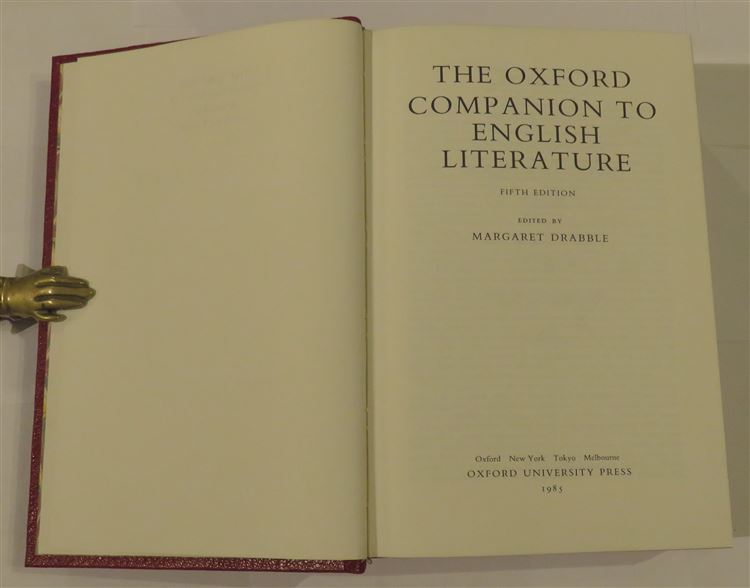 THE OXFORD
COMPANION TO
ENGLISH
LITERATURE
FIFTH EDITION
EDITED BY
MARGARET DRABBLE
Oxford New York Tokyo Melbourne
OXFORD UNIVERSITY PRESS
1985